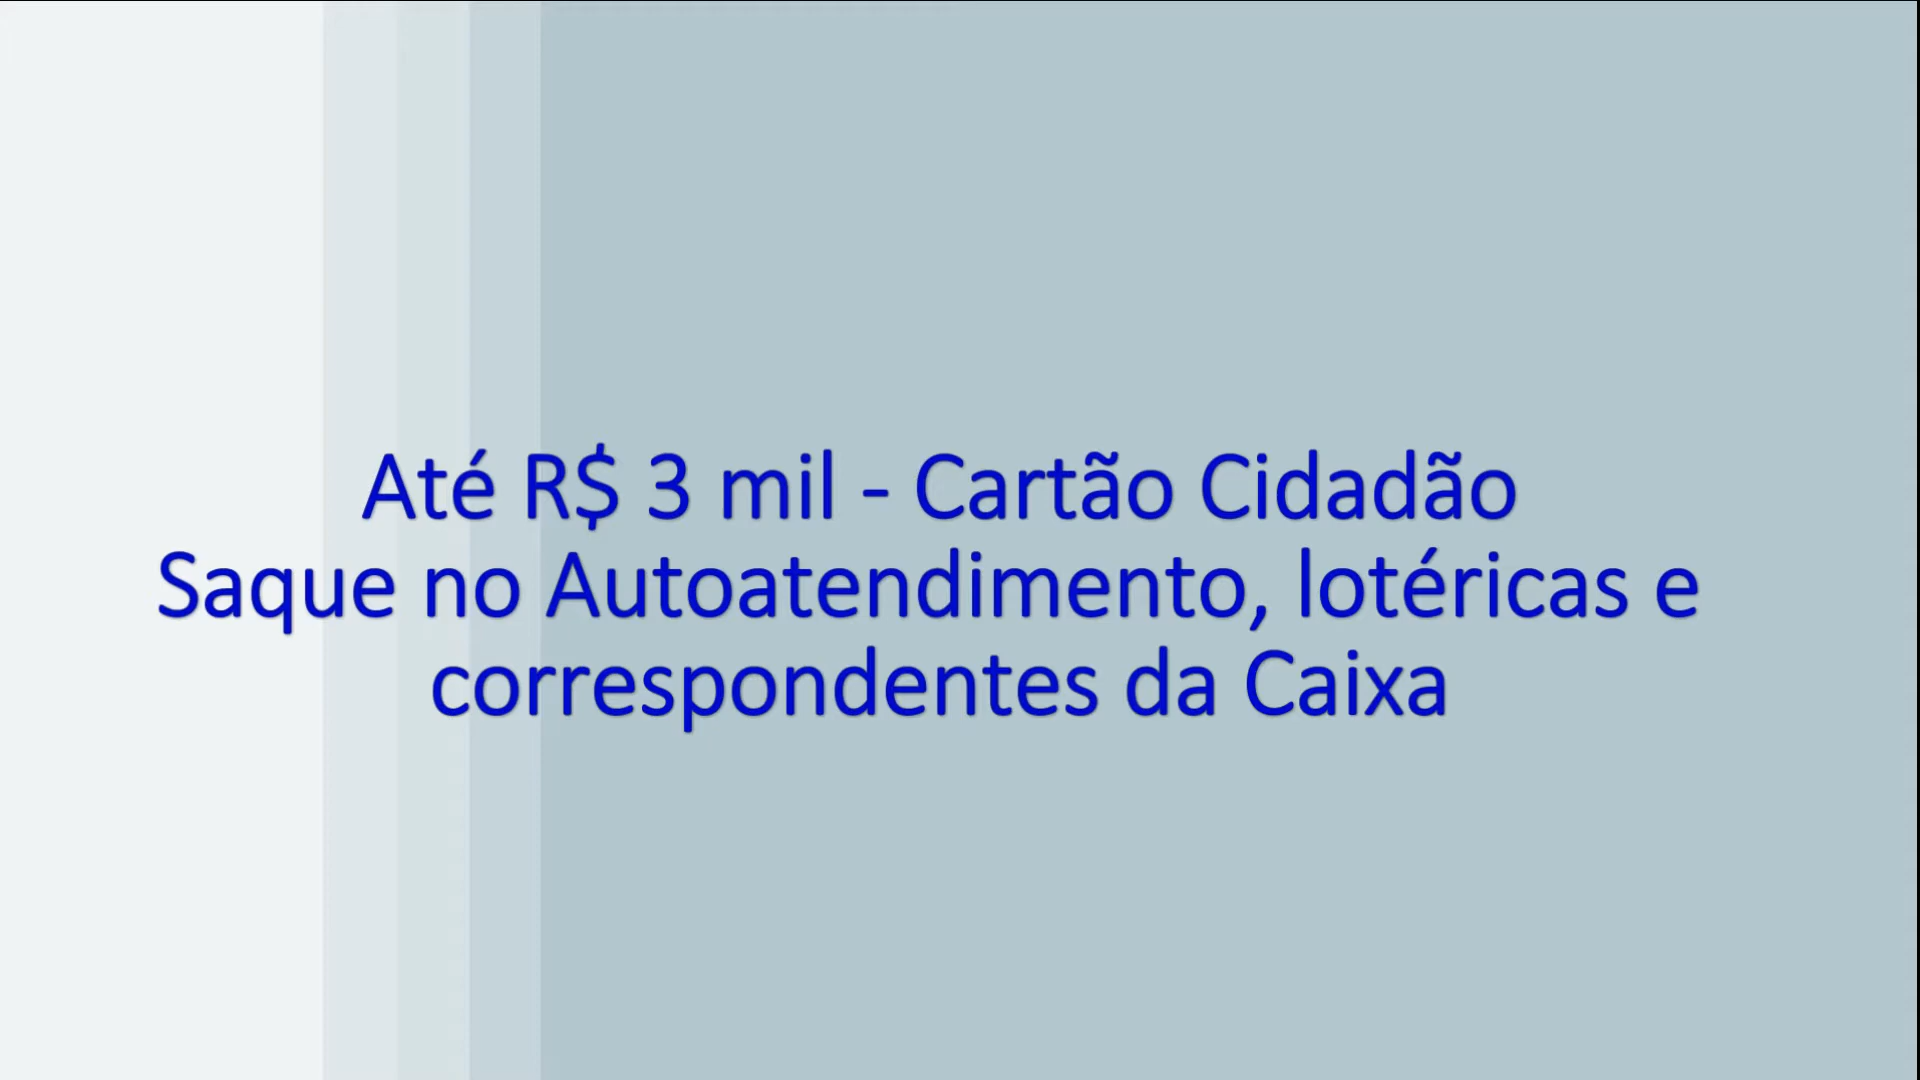 Até R$ 3 mil - Cartão Cidadão
Saque no Autoatendimento, lotéricas e
correspondentes da Caixa